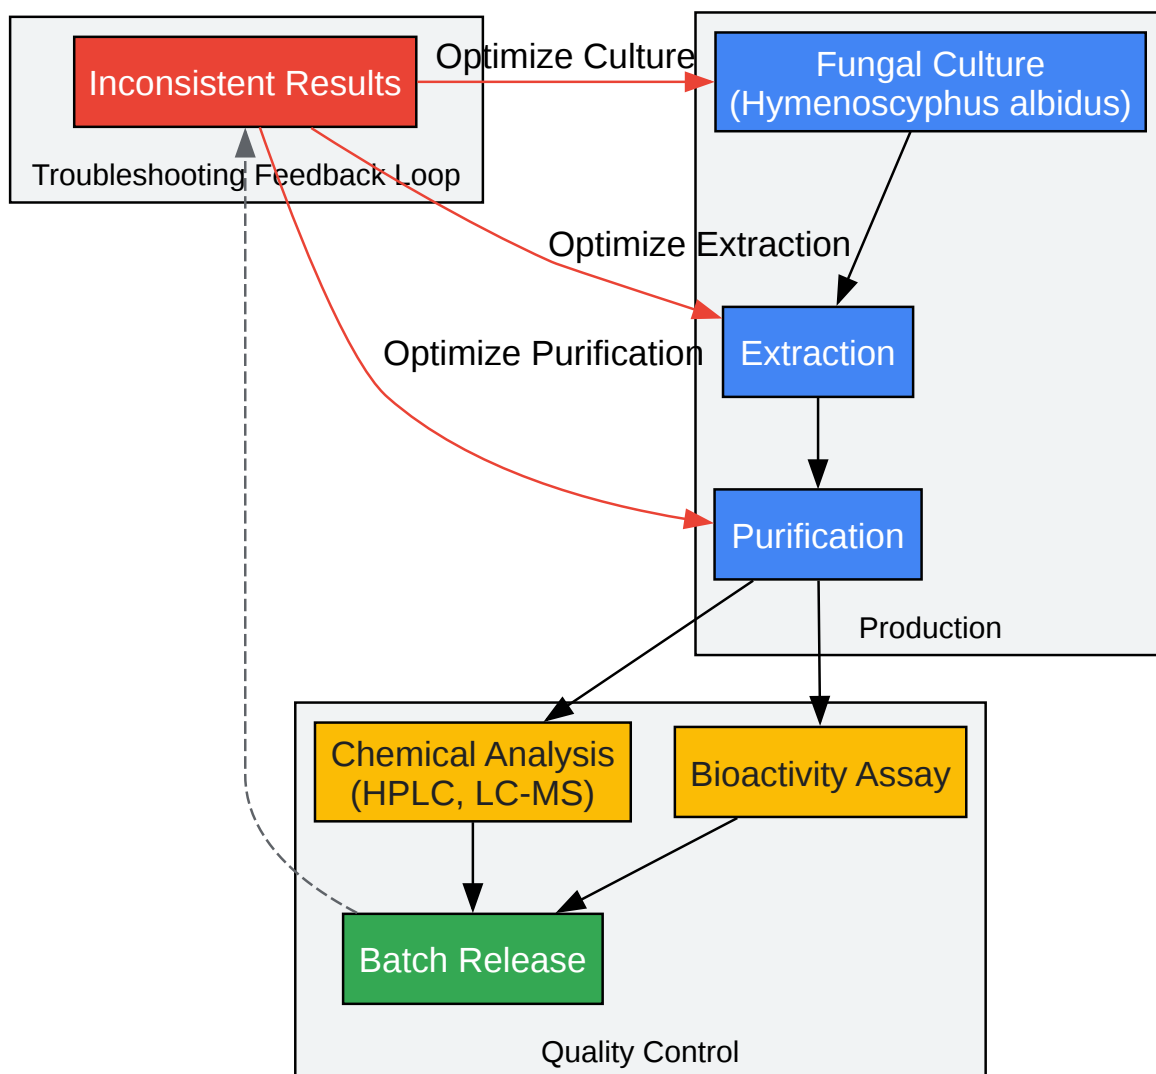 Inconsistent Results
Troubleshooting Feedback Loop
Optimize Culture
Fungal Culture
(Hymenoscyphus albidus)
Optimize Extraction
Extraction
Optimize Purification
Purification
Production
Chemical Analysis
(HPLC, LC-MS)
Bioactivity Assay
Batch Release
Quality Control